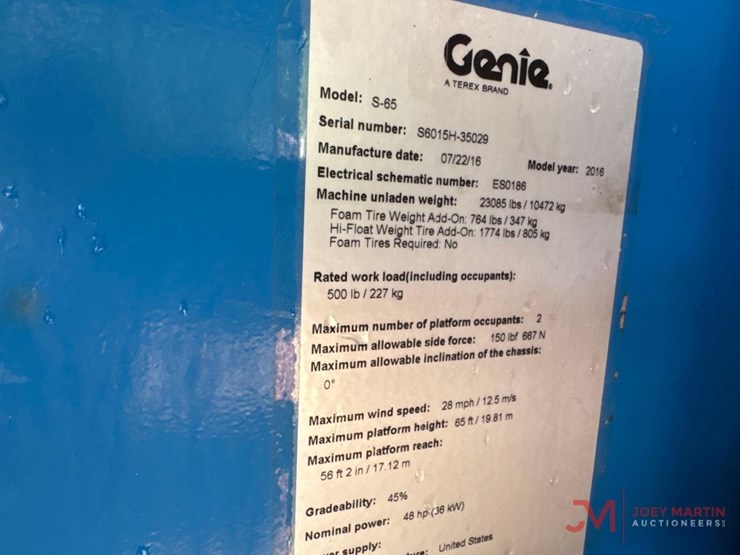 Genie
A TEREX BRAND
Model: S-65
Serial number: S6015H-35029
Manufacture date: 07/22/16 Model year: 2016
Electrical schematic number: ES0186
Machine unladen weight: 23085 lbs / 10472 kg
Foam Tire Weight Add-On: 764 lbs / 347 kg
Hi-Float Weight Tire Add-On: 1774 lbs / 805 kg
Foam Tires Required: No
Rated work load(including occupants):
500 lb / 227 kg
Maximum number of platform occupants: 2
Maximum allowable side force: 150 lbf 667 N
Maximum allowable inclination of the chassis:
0°
Maximum wind speed: 28 mph / 12.5 m/s
Maximum platform height: 65 ft / 19.81 m
Maximum platform reach:
56 ft 2 in / 17.12 m
Gradeability: 45%
Nominal power: 48 hp (36 kW)
supply:
United States
JM JOEY MARTIN
AUCTIONEERS